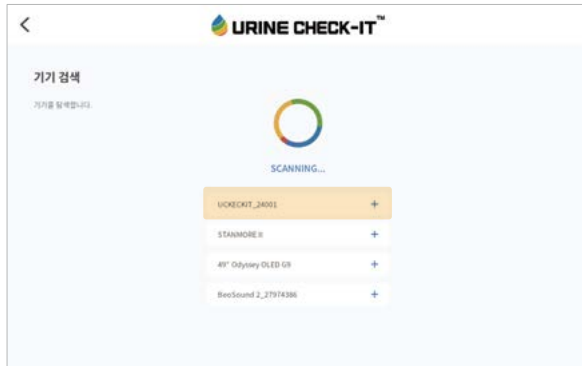 URINE CHECK-IT™
기기 검색
기기를 탐색합니다.
SCANNING...
UCKECKIT_24001 +
STANMORE II +
49" Odyssey OLED G9 +
BeoSound 2_27974386 +